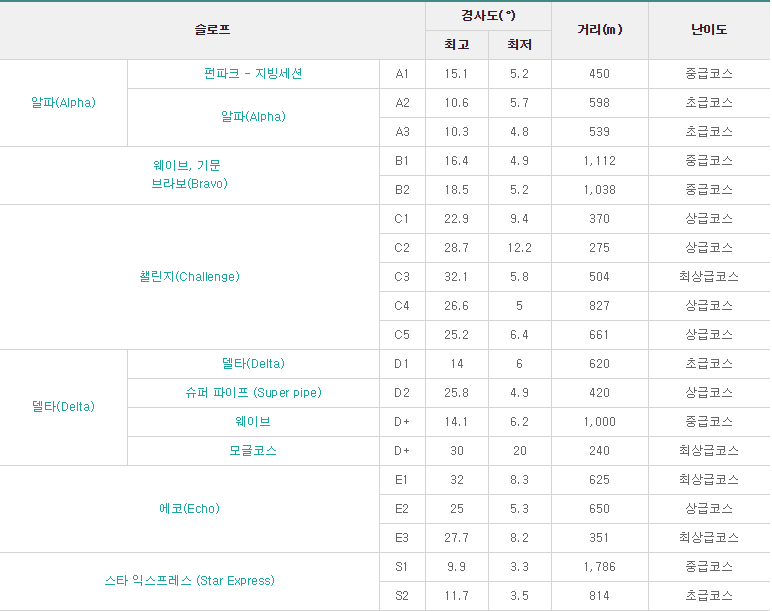 슬로프 경사도(°) 거리(m) 난이도
최고 최저
알파(Alpha) 펀파크 - 지빙세션 A1 15.1 5.2 450 중급코스
알파(Alpha) A2 10.6 5.7 598 초급코스
A3 10.3 4.8 539 초급코스
웨이브, 기문
브라보(Bravo)
B1 16.4 4.9 1,112 중급코스
B2 18.5 5.2 1,038 중급코스
챌린지(Challenge)
C1 22.9 9.4 370 상급코스
C2 28.7 12.2 275 상급코스
C3 32.1 5.8 504 최상급코스
C4 26.6 5 827 상급코스
C5 25.2 6.4 661 상급코스
델타(Delta) 델타(Delta) D1 14 6 620 초급코스
슈퍼 파이프 (Super pipe) D2 25.8 4.9 420 상급코스
웨이브 D+ 14.1 6.2 1,000 중급코스
모글코스 D+ 30 20 240 최상급코스
에코(Echo)
E1 32 8.3 625 최상급코스
E2 25 5.3 650 상급코스
E3 27.7 8.2 351 최상급코스
스타 익스프레스 (Star Express)
S1 9.9 3.3 1,786 중급코스
S2 11.7 3.5 814 초급코스